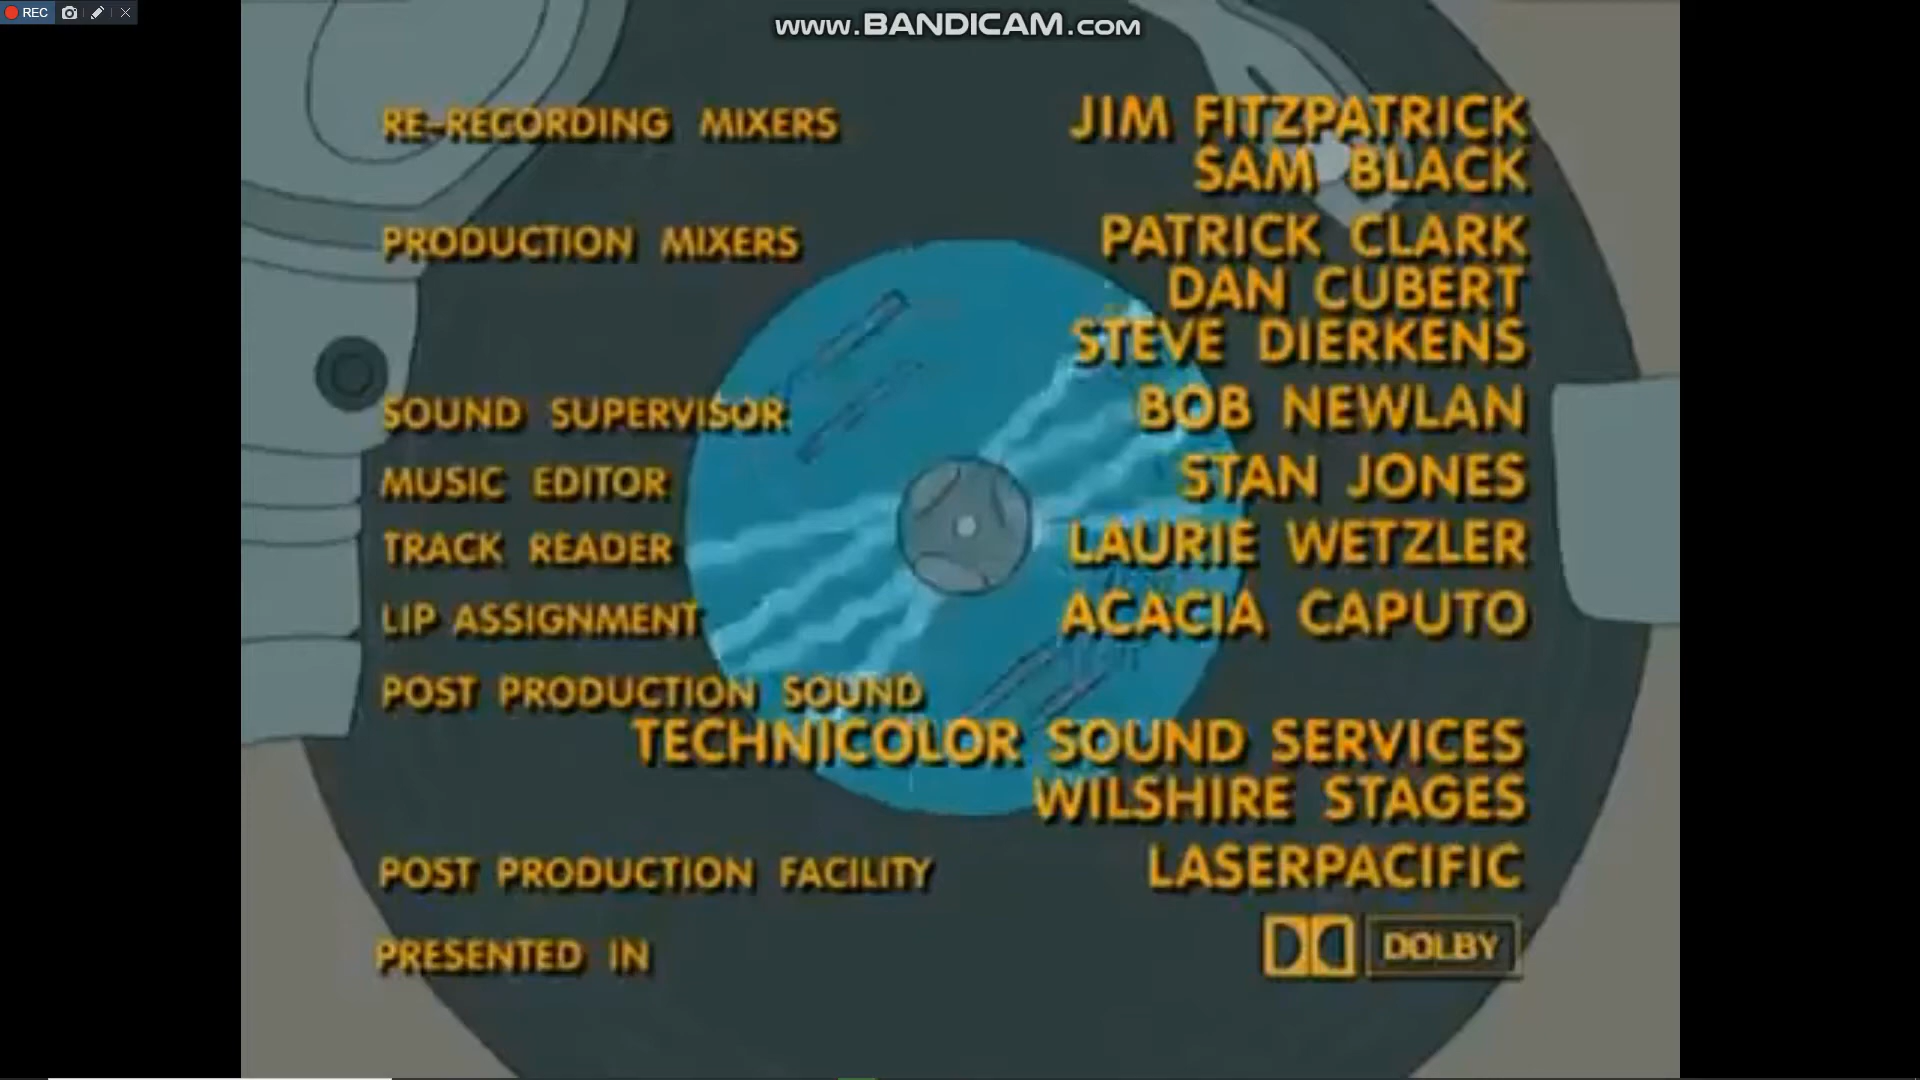 REC
www.BANDICAM.com
RE-RECORDING MIXERS JIM FITZPATRICK
SAM BLACK
PRODUCTION MIXERS PATRICK CLARK
DAN CUBERT
STEVE DIERKENS
SOUND SUPERVISOR BOB NEWLAN
MUSIC EDITOR STAN JONES
TRACK READER LAURIE WETZLER
LIP ASSIGNMENT ACACIA CAPUTO
POST PRODUCTION SOUND
TECHNICOLOR SOUND SERVICES
WILSHIRE STAGES
POST PRODUCTION FACILITY LASERPACIFIC
PRESENTED IN DOLBY